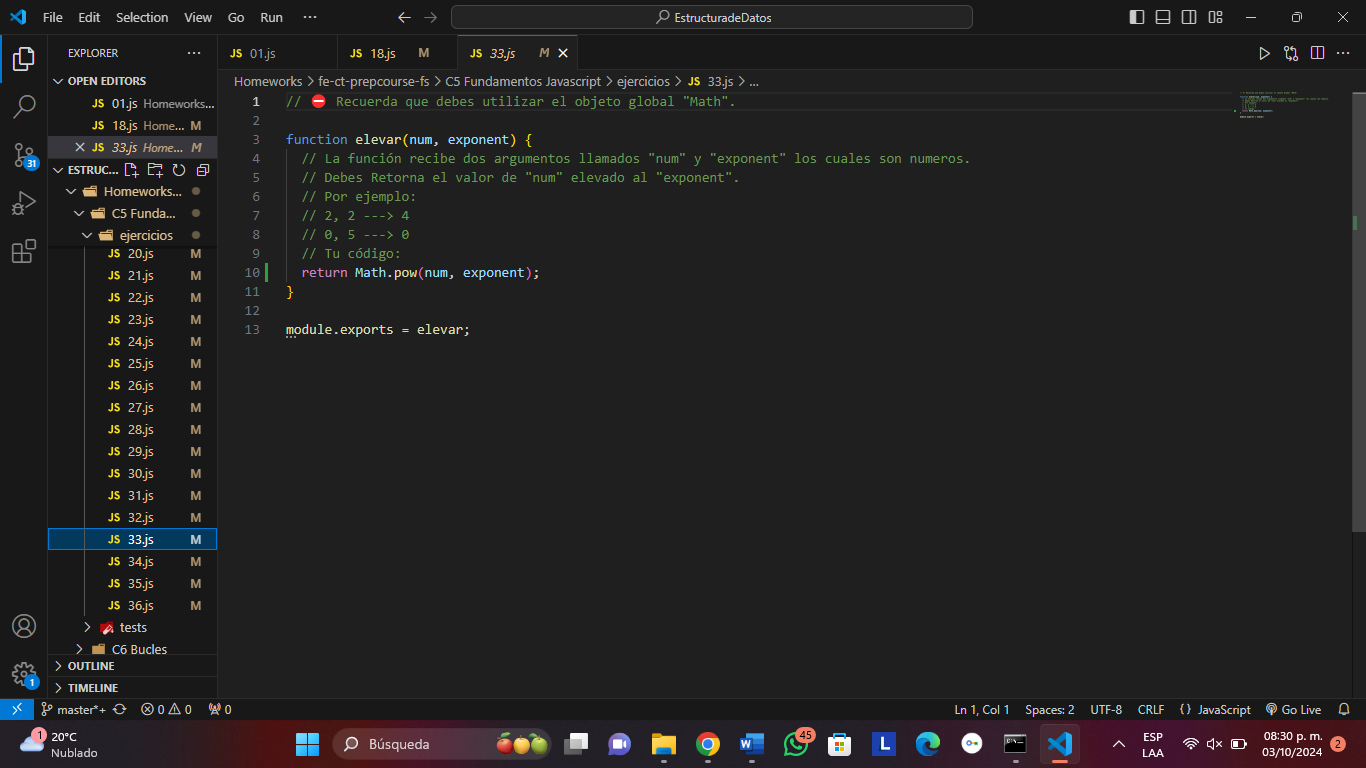 File Edit Selection View Go Run ···
EstructuradeDatos
EXPLORER ···
OPEN EDITORS
JS 01.js Homeworks...
JS 18.js Home... M
JS 33.js Home... M
ESTRUC...
Homeworks...
C5 Funda...
ejercicios
JS 20.js M
JS 21.js M
JS 22.js M
JS 23.js M
JS 24.js M
JS 25.js M
JS 26.js M
JS 27.js M
JS 28.js M
JS 29.js M
JS 30.js M
JS 31.js M
JS 32.js M
JS 33.js M
JS 34.js M
JS 35.js M
JS 36.js M
tests
C6 Bucles
OUTLINE
TIMELINE
31
1
JS 01.js JS 18.js M JS 33.js M
Homeworks > fe-ct-prepcourse-fs > C5 Fundamentos Javascript > ejercicios > JS 33.js > ...
1 // ⛔ Recuerda que debes utilizar el objeto global "Math".
2
3 function elevar(num, exponent) {
4 // La función recibe dos argumentos llamados "num" y "exponent" los cuales son numeros.
5 // Debes Retorna el valor de "num" elevado al "exponent".
6 // Por ejemplo:
7 // 2, 2 ---> 4
8 // 0, 5 ---> 0
9 // Tu código:
10 return Math.pow(num, exponent);
11 }
12
13 module.exports = elevar;
master*+ 0 0 0 Ln 1, Col 1 Spaces: 2 UTF-8 CRLF {} JavaScript Go Live
1 20°C
Nublado
Búsqueda
45
L
ESP
LAA
08:30 p. m.
03/10/2024
2